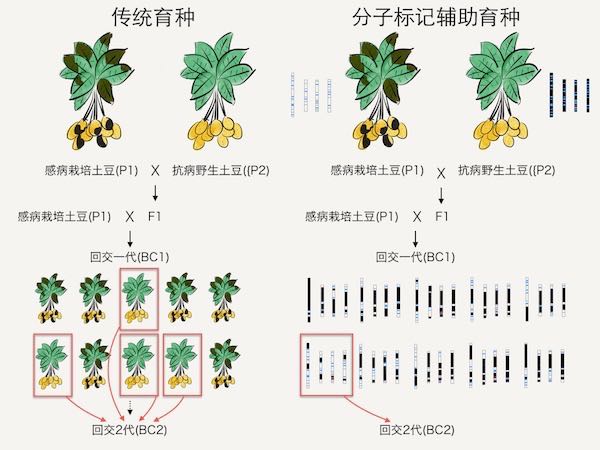 传统育种
分子标记辅助育种
感病栽培土豆(P1) X 抗病野生土豆((P2)
感病栽培土豆(P1) X 抗病野生土豆((P2)
感病栽培土豆(P1) X F1
感病栽培土豆(P1) X F1
回交一代(BC1)
回交一代(BC1)
回交2代(BC2)
回交2代(BC2)